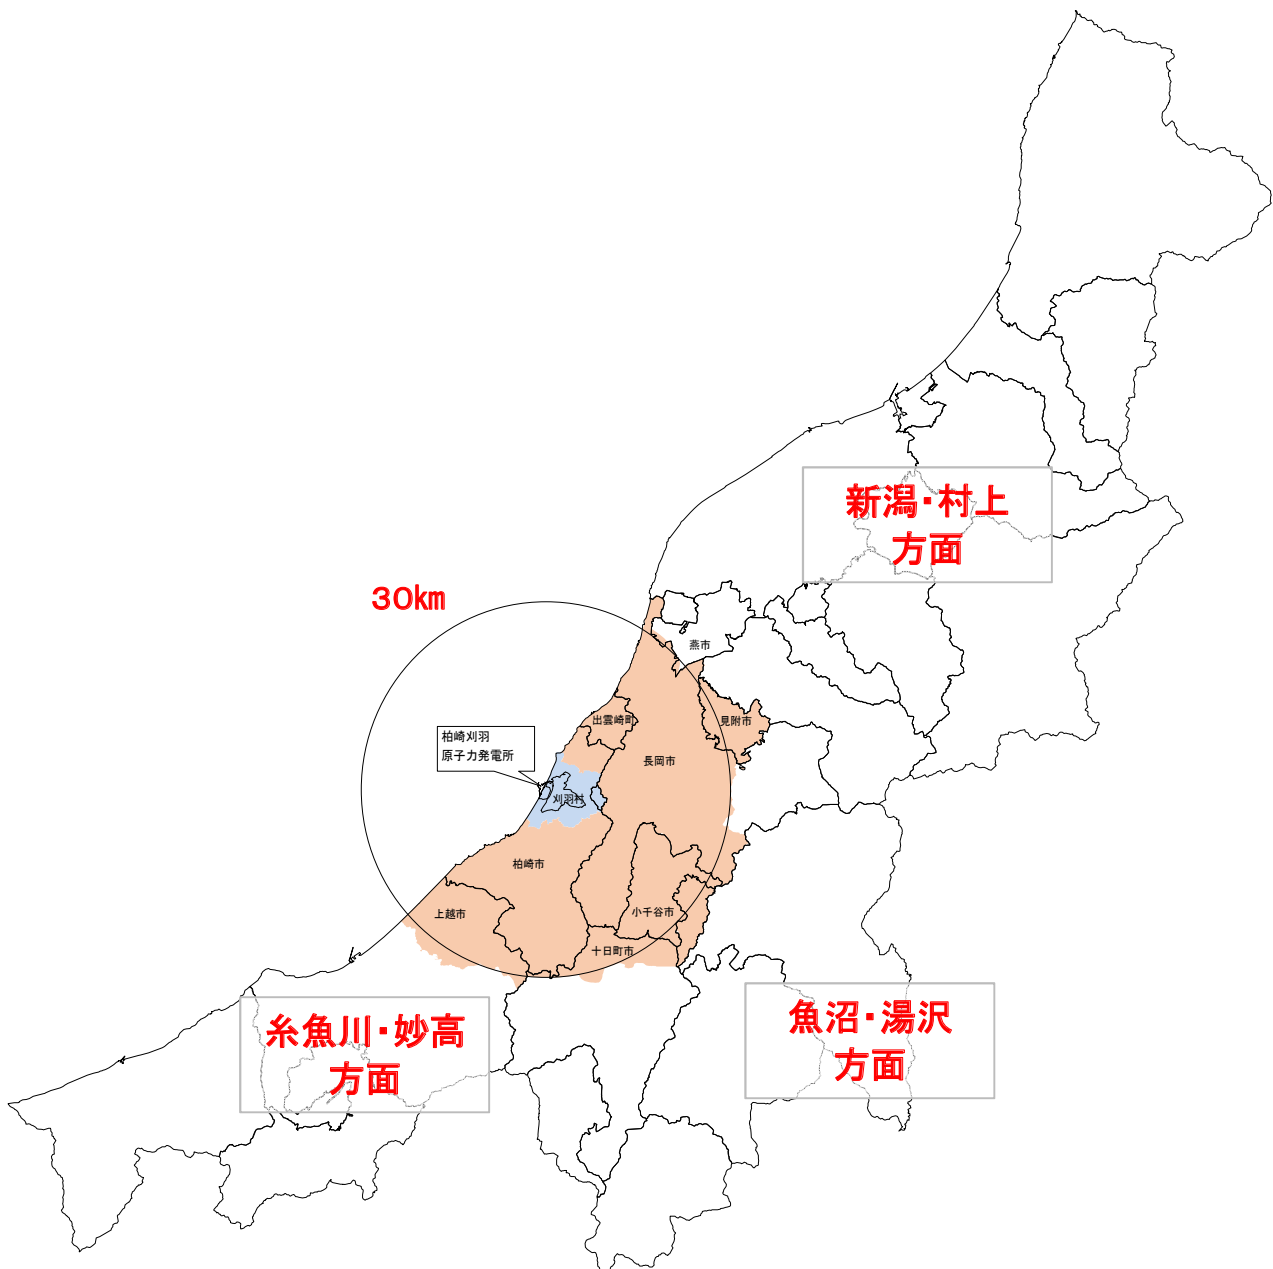 新潟・村上
方面
30km
燕市
出雲崎町
見附市
柏崎刈羽
原子力発電所
長岡市
刈羽村
柏崎市
上越市
小千谷市
十日町市
糸魚川・妙高
方面
魚沼・湯沢
方面